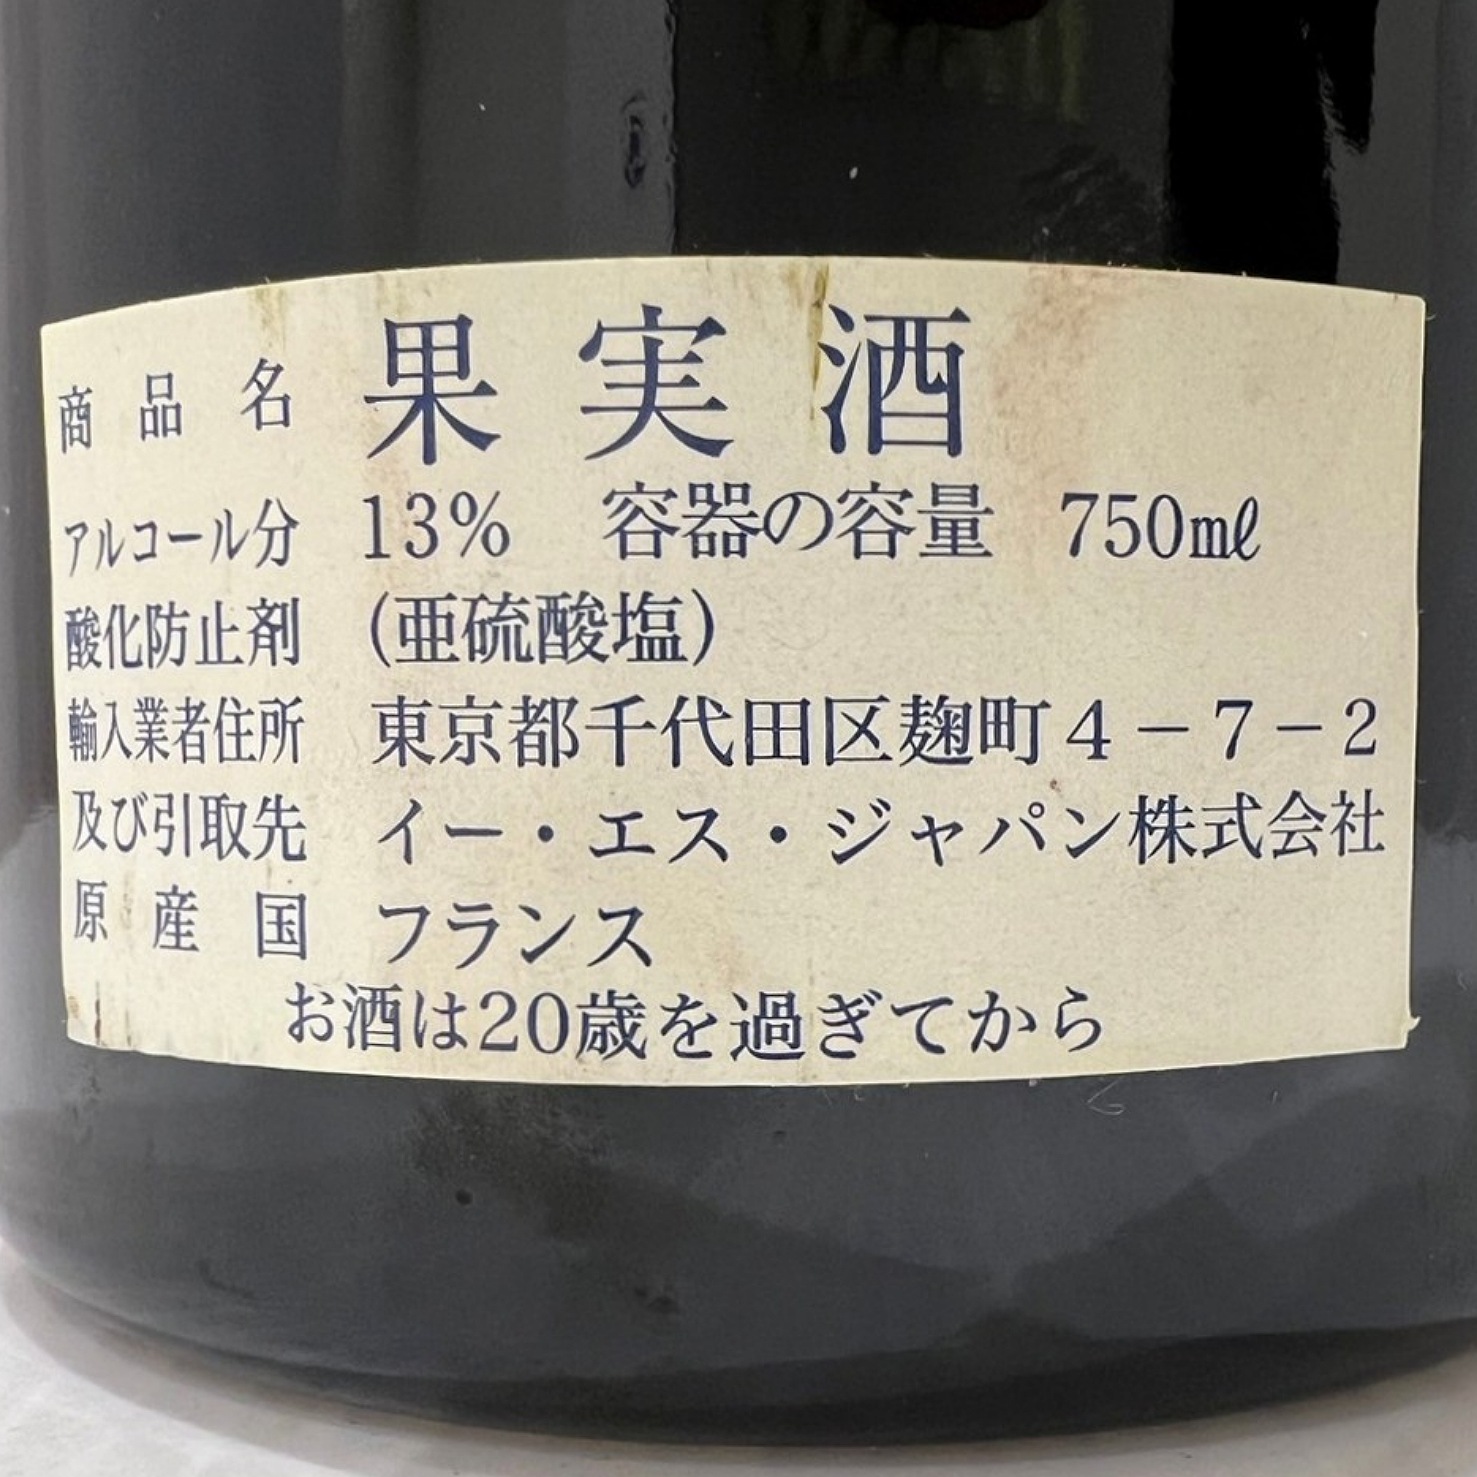 商品名 果実酒
アルコール分 13% 容器の容量 750mℓ
酸化防止剤 (亜硫酸塩)
輸入業者住所 東京都千代田区麹町4-7-2
及び引取先 イー・エス・ジャパン株式会社
原産国 フランス
お酒は20歳を過ぎてから